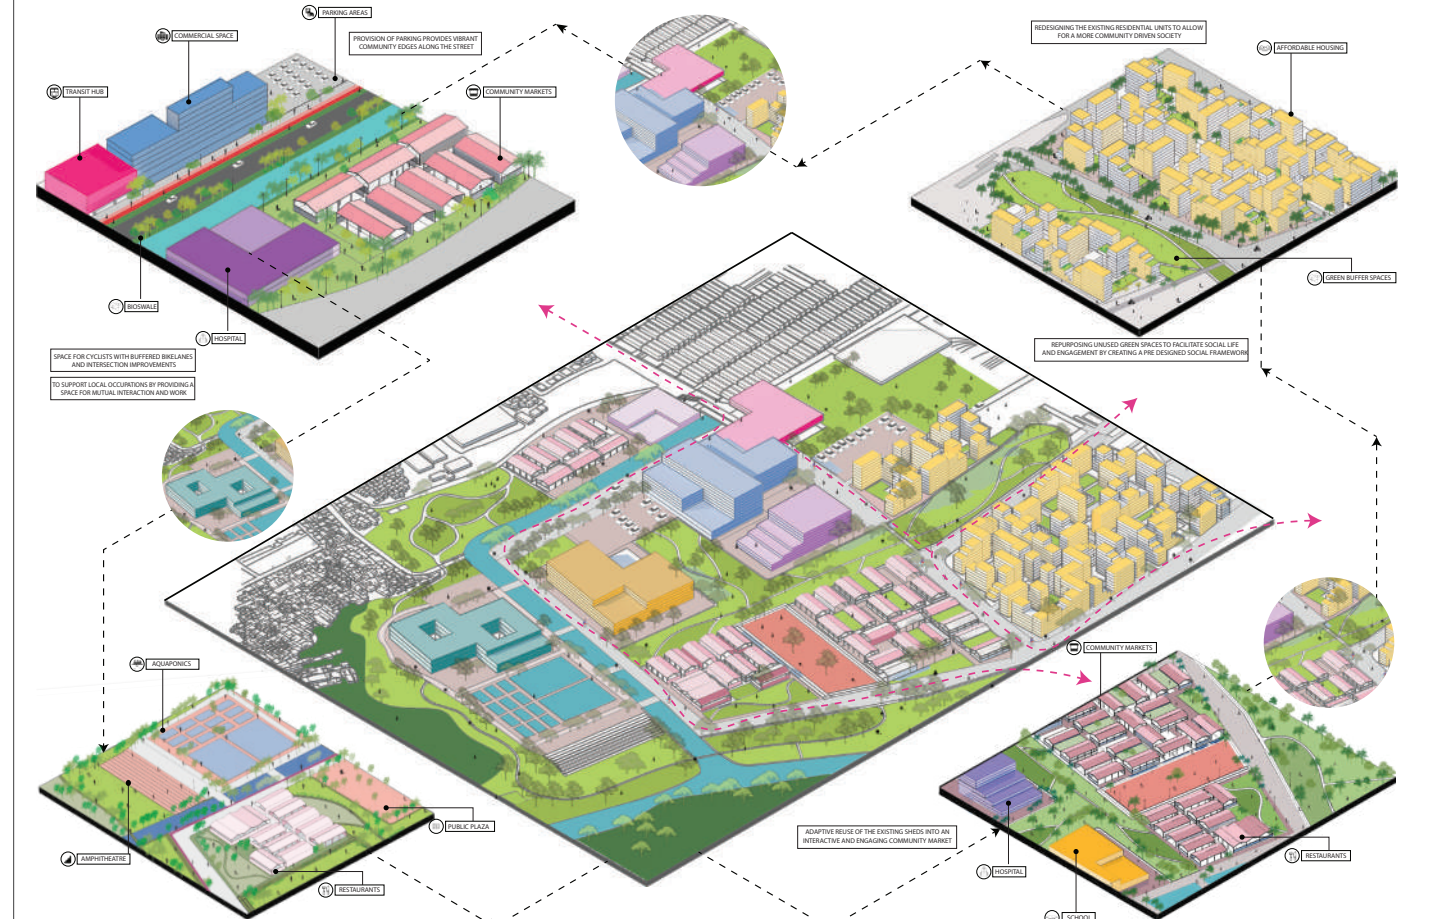 PARKING AREAS
COMMERCIAL SPACE
PROVISION OF PARKING PROVIDES VIBRANT
COMMUNITY EDGES ALONG THE STREET
TRANSIT HUB
COMMUNITY MARKETS
BIOSWALE
HOSPITAL
SPACE FOR CYCLISTS WITH BUFFERED BIKELANES
AND INTERSECTION IMPROVEMENTS
TO SUPPORT LOCAL OCCUPATIONS BY PROVIDING A
SPACE FOR MUTUAL INTERACTION AND WORK
REDESIGNING THE EXISTING RESIDENTIAL UNITS TO ALLOW
FOR A MORE COMMUNITY DRIVEN SOCIETY
AFFORDABLE HOUSING
GREEN BUFFER SPACES
REPURPOSING UNUSED GREEN SPACES TO FACILITATE SOCIAL LIFE
AND ENGAGEMENT BY CREATING A PRE DESIGNED SOCIAL FRAMEWORK
AQUAPONICS
PUBLIC PLAZA
AMPHITHEATRE
RESTAURANTS
COMMUNITY MARKETS
ADAPTIVE REUSE OF THE EXISTING SHEDS INTO AN
INTERACTIVE AND ENGAGING COMMUNITY MARKET
HOSPITAL
RESTAURANTS
SCHOOL